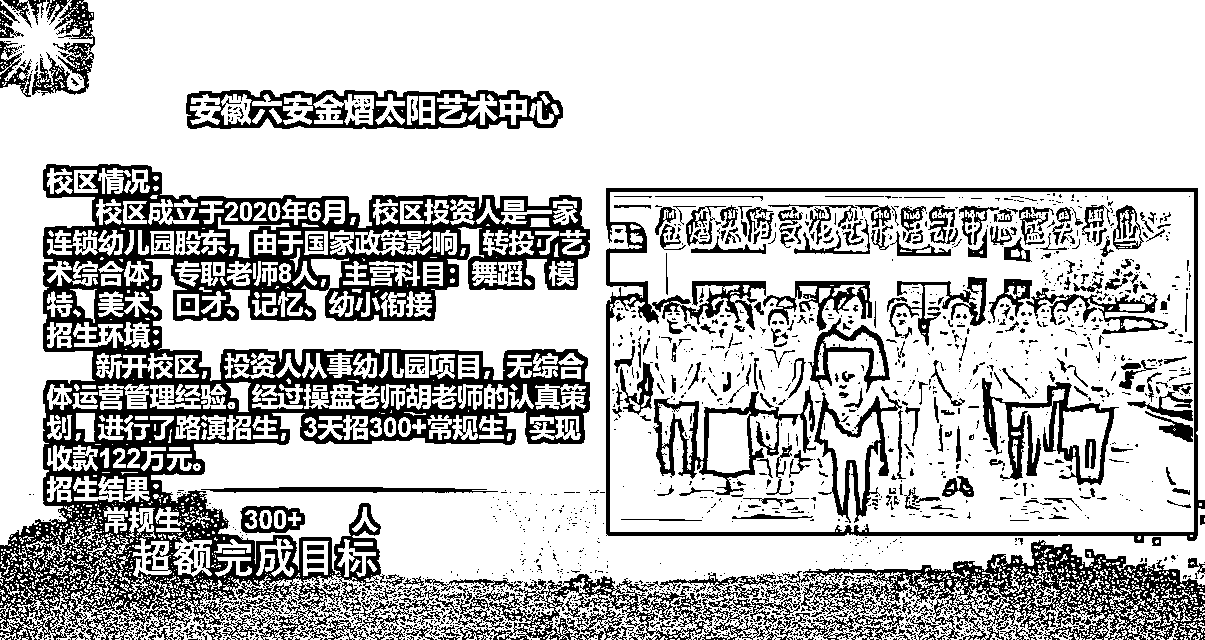 安徽六安金熠太阳艺术中心
校区情况：
校区成立于2020年6月，校区投资人是一家
连锁幼儿园股东，由于国家政策影响，转投了艺
术综合体，专职老师8人，主营科目：舞蹈、模
特、美术、口才、记忆、幼小衔接
招生环境：
新开校区，投资人从事幼儿园项目，无综合
体运营管理经验。经过操盘老师胡老师的认真策
划，进行了路演招生，3天招300+常规生，实现
收款122万元。
招生结果：
常规生 300+ 人
超额完成目标
金熠太阳文化艺术活动中心盛大开业